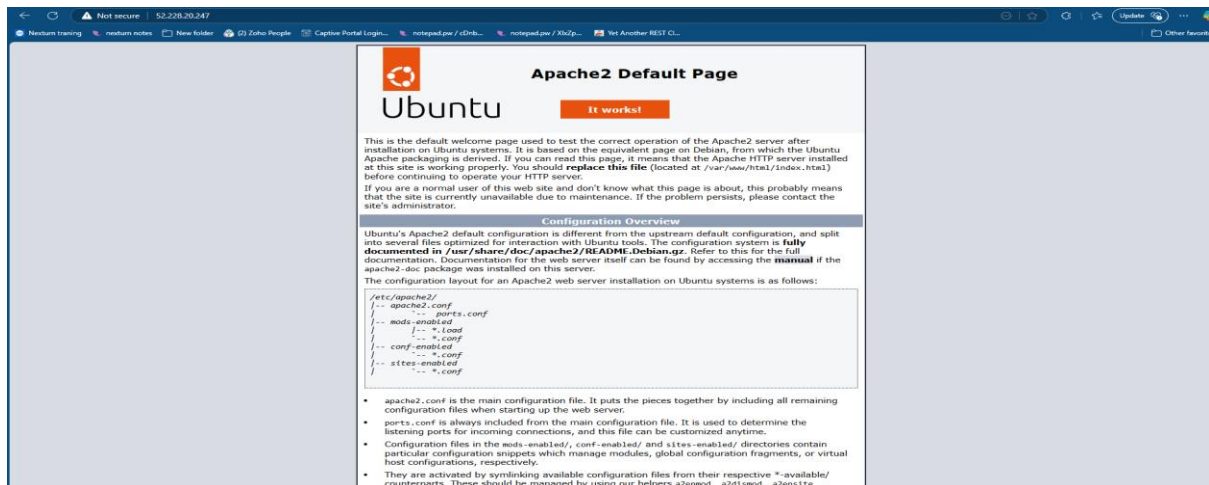 Not secure 52.228.20.247
Update
Nexturn traning nexturn notes New folder (2) Zoho People Captive Portal Login... notepad.pw / cDnb... notepad.pw / XlxZp... Yet Another REST Cl... Other favorit
Apache2 Default Page
Ubuntu
It works!
This is the default welcome page used to test the correct operation of the Apache2 server after
installation on Ubuntu systems. It is based on the equivalent page on Debian, from which the Ubuntu
Apache packaging is derived. If you can read this page, it means that the Apache HTTP server installed
at this site is working properly. You should replace this file (located at /var/www/html/index.html)
before continuing to operate your HTTP server.
If you are a normal user of this web site and don't know what this page is about, this probably means
that the site is currently unavailable due to maintenance. If the problem persists, please contact the
site's administrator.
Configuration Overview
Ubuntu's Apache2 default configuration is different from the upstream default configuration, and split
into several files optimized for interaction with Ubuntu tools. The configuration system is fully
documented in /usr/share/doc/apache2/README.Debian.gz. Refer to this for the full
documentation. Documentation for the web server itself can be found by accessing the manual if the
apache2-doc package was installed on this server.
The configuration layout for an Apache2 web server installation on Ubuntu systems is as follows:
/etc/apache2/
|-- apache2.conf
|       `-- ports.conf
|-- mods-enabled
|       |-- *.load
|       `-- *.conf
|-- conf-enabled
|       `-- *.conf
|-- sites-enabled
|       `-- *.conf
• apache2.conf is the main configuration file. It puts the pieces together by including all remaining
configuration files when starting up the web server.
• ports.conf is always included from the main configuration file. It is used to determine the
listening ports for incoming connections, and this file can be customized anytime.
• Configuration files in the mods-enabled/, conf-enabled/ and sites-enabled/ directories contain
particular configuration snippets which manage modules, global configuration fragments, or virtual
host configurations, respectively.
• They are activated by symlinking available configuration files from their respective *-available/
counterparts. These should be managed by using our helpers a2enmod, a2dismod, a2ensite,